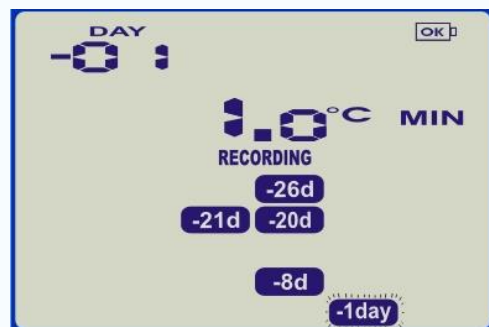 DAY OK
-01
1.0°C MIN
RECORDING
-26d
-21d -20d
-8d
-1day